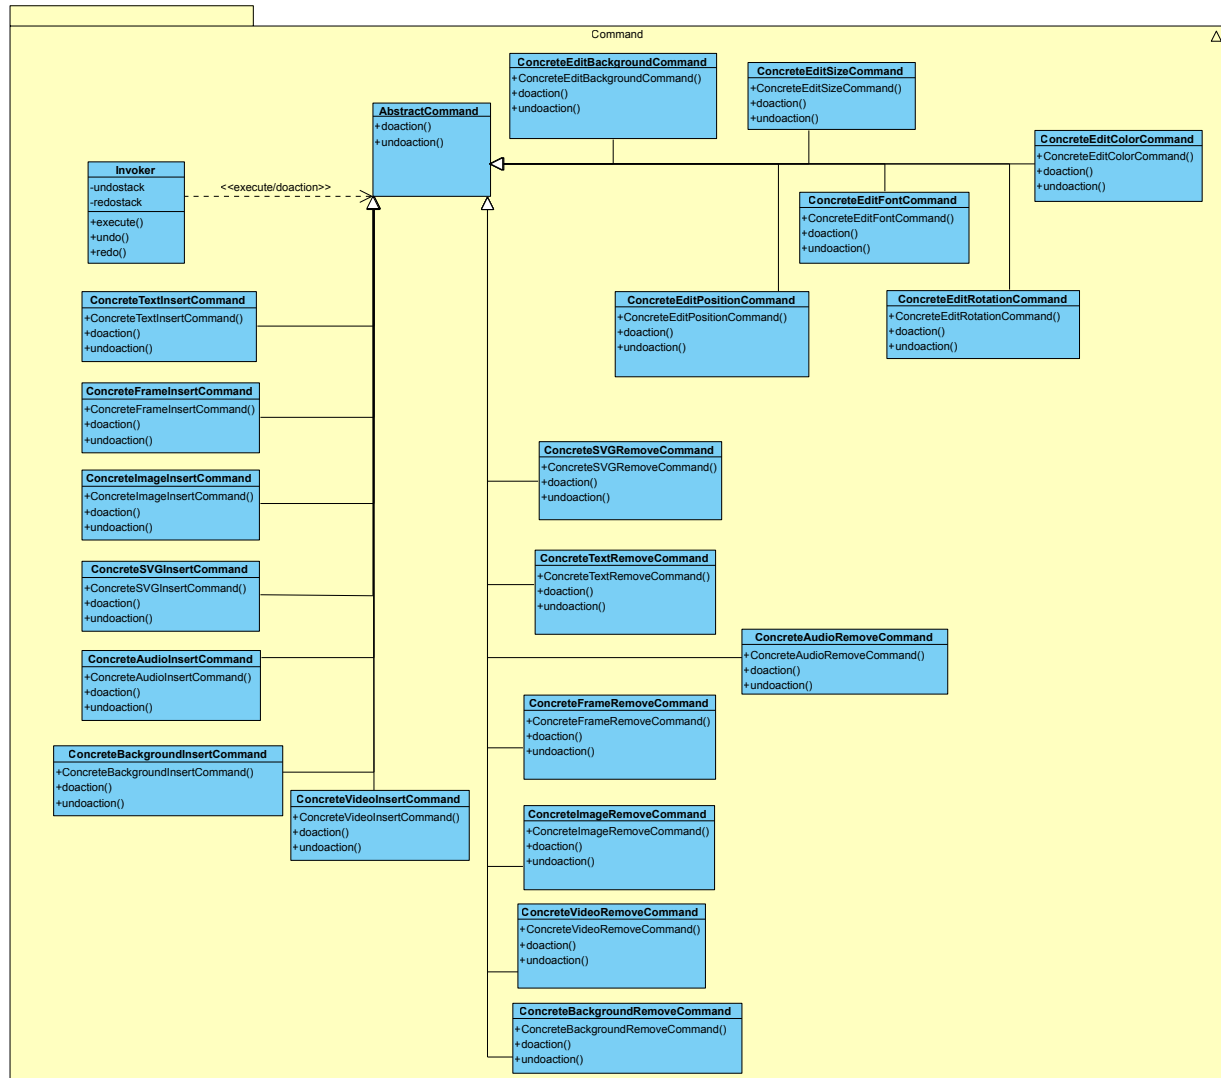 Command
ConcreteEditBackgroundCommand
+ConcreteEditBackgroundCommand()
+doaction()
+undoaction()
ConcreteEditSizeCommand
+ConcreteEditSizeCommand()
+doaction()
+undoaction()
AbstractCommand
+doaction()
+undoaction()
ConcreteEditColorCommand
+ConcreteEditColorCommand()
+doaction()
+undoaction()
Invoker
-undostack
-redostack
+execute()
+undo()
+redo()
<<execute/doaction>>
ConcreteEditFontCommand
+ConcreteEditFontCommand()
+doaction()
+undoaction()
ConcreteEditPositionCommand
+ConcreteEditPositionCommand()
+doaction()
+undoaction()
ConcreteEditRotationCommand
+ConcreteEditRotationCommand()
+doaction()
+undoaction()
ConcreteTextInsertCommand
+ConcreteTextInsertCommand()
+doaction()
+undoaction()
ConcreteFrameInsertCommand
+ConcreteFrameInsertCommand()
+doaction()
+undoaction()
ConcreteImageInsertCommand
+ConcreteImageInsertCommand()
+doaction()
+undoaction()
ConcreteSVGInsertCommand
+ConcreteSVGInsertCommand()
+doaction()
+undoaction()
ConcreteAudioInsertCommand
+ConcreteAudioInsertCommand()
+doaction()
+undoaction()
ConcreteBackgroundInsertCommand
+ConcreteBackgroundInsertCommand()
+doaction()
+undoaction()
ConcreteVideoInsertCommand
+ConcreteVideoInsertCommand()
+doaction()
+undoaction()
ConcreteSVGRemoveCommand
+ConcreteSVGRemoveCommand()
+doaction()
+undoaction()
ConcreteTextRemoveCommand
+ConcreteTextRemoveCommand()
+doaction()
+undoaction()
ConcreteAudioRemoveCommand
+ConcreteAudioRemoveCommand()
+doaction()
+undoaction()
ConcreteFrameRemoveCommand
+ConcreteFrameRemoveCommand()
+doaction()
+undoaction()
ConcreteImageRemoveCommand
+ConcreteImageRemoveCommand()
+doaction()
+undoaction()
ConcreteVideoRemoveCommand
+ConcreteVideoRemoveCommand()
+doaction()
+undoaction()
ConcreteBackgroundRemoveCommand
+ConcreteBackgroundRemoveCommand()
+doaction()
+undoaction()